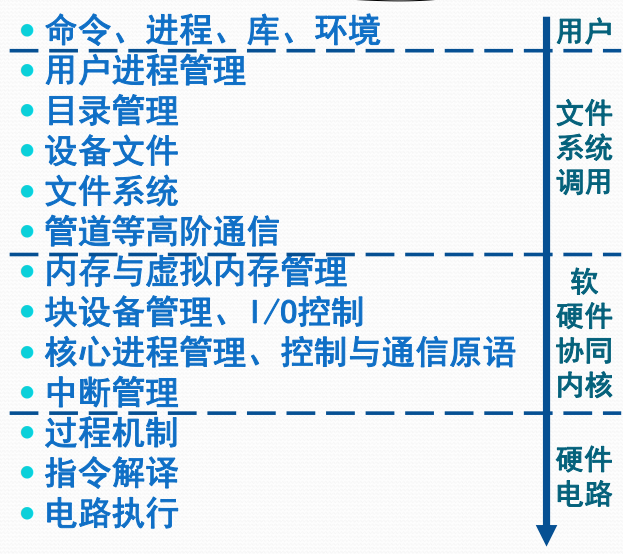 命令、进程、库、环境
用户进程管理
目录管理
设备文件
文件系统
管道等高阶通信
内存与虚拟内存管理
块设备管理、I/O控制
核心进程管理、控制与通信原语
中断管理
过程机制
指令解译
电路执行
用户
文件
系统
调用
软
硬件
协同
内核
硬件
电路